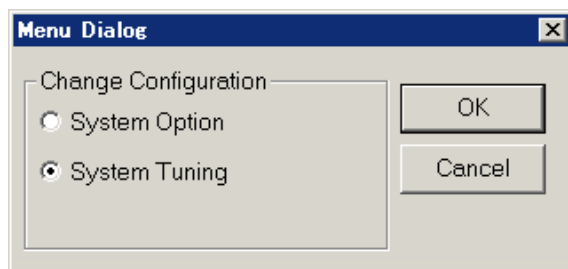 Menu Dialog
Change Configuration
System Option
System Tuning
OK
Cancel